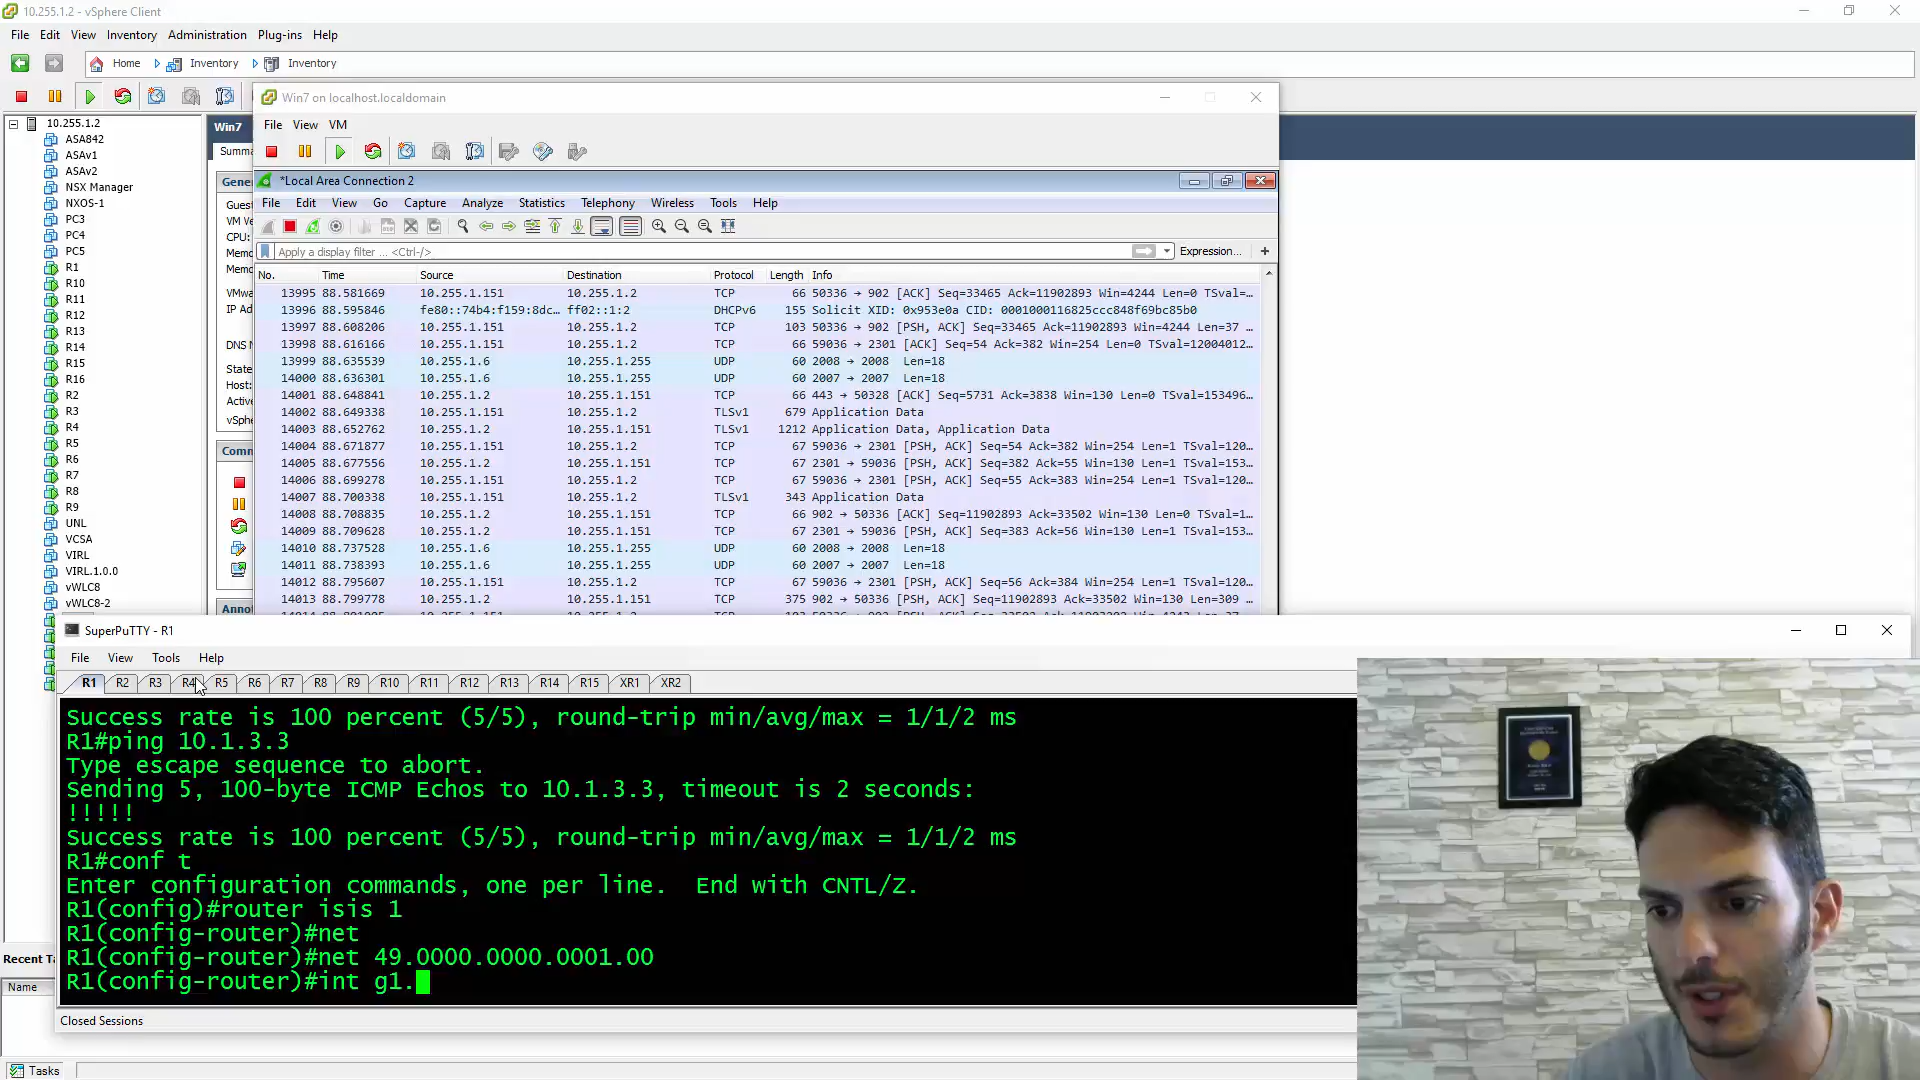 10.255.1.2 - vSphere Client
File Edit View Inventory Administration Plug-ins Help
Home Inventory Inventory
10.255.1.2
ASA842
ASAv1
ASAv2
NSX Manager
NXOS-1
PC3
PC4
PC5
R1
R10
R11
R12
R13
R14
R15
R16
R2
R3
R4
R5
R6
R7
R8
R9
UNL
VCSA
VIRL
VIRL.1.0.0
vWLC8
vWLC8-2
Win7
Summa
Gene
Gues
VM Ve
CPU:
Memo
Memo
VMwa
IP Ad
DNS N
State
Host:
Activ
vSphe
Comm
Annot
Win7 on localhost.localdomain
File View VM
*Local Area Connection 2
File Edit View Go Capture Analyze Statistics Telephony Wireless Tools Help
Apply a display filter ... <Ctrl-/> Expression... +
No. Time Source Destination Protocol Length Info
13995 88.581669 10.255.1.151 10.255.1.2 TCP 66 50336 → 902 [ACK] Seq=33465 Ack=11902893 Win=4244 Len=0 TSval=…
13996 88.595846 fe80::74b4:f159:8dc… ff02::1:2 DHCPv6 155 Solicit XID: 0x953e0a CID: 0001000116825ccc848f69bc85b0
13997 88.608206 10.255.1.151 10.255.1.2 TCP 103 50336 → 902 [PSH, ACK] Seq=33465 Ack=11902893 Win=4244 Len=37 …
13998 88.616166 10.255.1.151 10.255.1.2 TCP 66 59036 → 2301 [ACK] Seq=54 Ack=382 Win=254 Len=0 TSval=12004012…
13999 88.635539 10.255.1.6 10.255.1.255 UDP 60 2008 → 2008 Len=18
14000 88.636301 10.255.1.6 10.255.1.255 UDP 60 2007 → 2007 Len=18
14001 88.648841 10.255.1.2 10.255.1.151 TCP 66 443 → 50328 [ACK] Seq=5731 Ack=3838 Win=130 Len=0 TSval=153496…
14002 88.649338 10.255.1.151 10.255.1.2 TLSv1 679 Application Data
14003 88.652762 10.255.1.2 10.255.1.151 TLSv1 1212 Application Data, Application Data
14004 88.671877 10.255.1.151 10.255.1.2 TCP 67 59036 → 2301 [PSH, ACK] Seq=54 Ack=382 Win=254 Len=1 TSval=120…
14005 88.677556 10.255.1.2 10.255.1.151 TCP 67 2301 → 59036 [PSH, ACK] Seq=382 Ack=55 Win=130 Len=1 TSval=153…
14006 88.699278 10.255.1.151 10.255.1.2 TCP 67 59036 → 2301 [PSH, ACK] Seq=55 Ack=383 Win=254 Len=1 TSval=120…
14007 88.700338 10.255.1.151 10.255.1.2 TLSv1 343 Application Data
14008 88.708835 10.255.1.2 10.255.1.151 TCP 66 902 → 50336 [ACK] Seq=11902893 Ack=33502 Win=130 Len=0 TSval=1…
14009 88.709628 10.255.1.2 10.255.1.151 TCP 67 2301 → 59036 [PSH, ACK] Seq=383 Ack=56 Win=130 Len=1 TSval=153…
14010 88.737528 10.255.1.6 10.255.1.255 UDP 60 2008 → 2008 Len=18
14011 88.738393 10.255.1.6 10.255.1.255 UDP 60 2007 → 2007 Len=18
14012 88.795607 10.255.1.151 10.255.1.2 TCP 67 59036 → 2301 [PSH, ACK] Seq=56 Ack=384 Win=254 Len=1 TSval=120…
14013 88.799778 10.255.1.2 10.255.1.151 TCP 375 902 → 50336 [PSH, ACK] Seq=11902893 Ack=33502 Win=130 Len=309 …
SuperPuTTY - R1
File View Tools Help
R1 R2 R3 R4 R5 R6 R7 R8 R9 R10 R11 R12 R13 R14 R15 XR1 XR2
Success rate is 100 percent (5/5), round-trip min/avg/max = 1/1/2 ms
R1#ping 10.1.3.3
Type escape sequence to abort.
Sending 5, 100-byte ICMP Echos to 10.1.3.3, timeout is 2 seconds:
!!!!!
Success rate is 100 percent (5/5), round-trip min/avg/max = 1/1/2 ms
R1#conf t
Enter configuration commands, one per line.  End with CNTL/Z.
R1(config)#router isis 1
R1(config-router)#net
R1(config-router)#net 49.0000.0000.0001.00
R1(config-router)#int g1.
Closed Sessions
Recent Ta
Name
Tasks